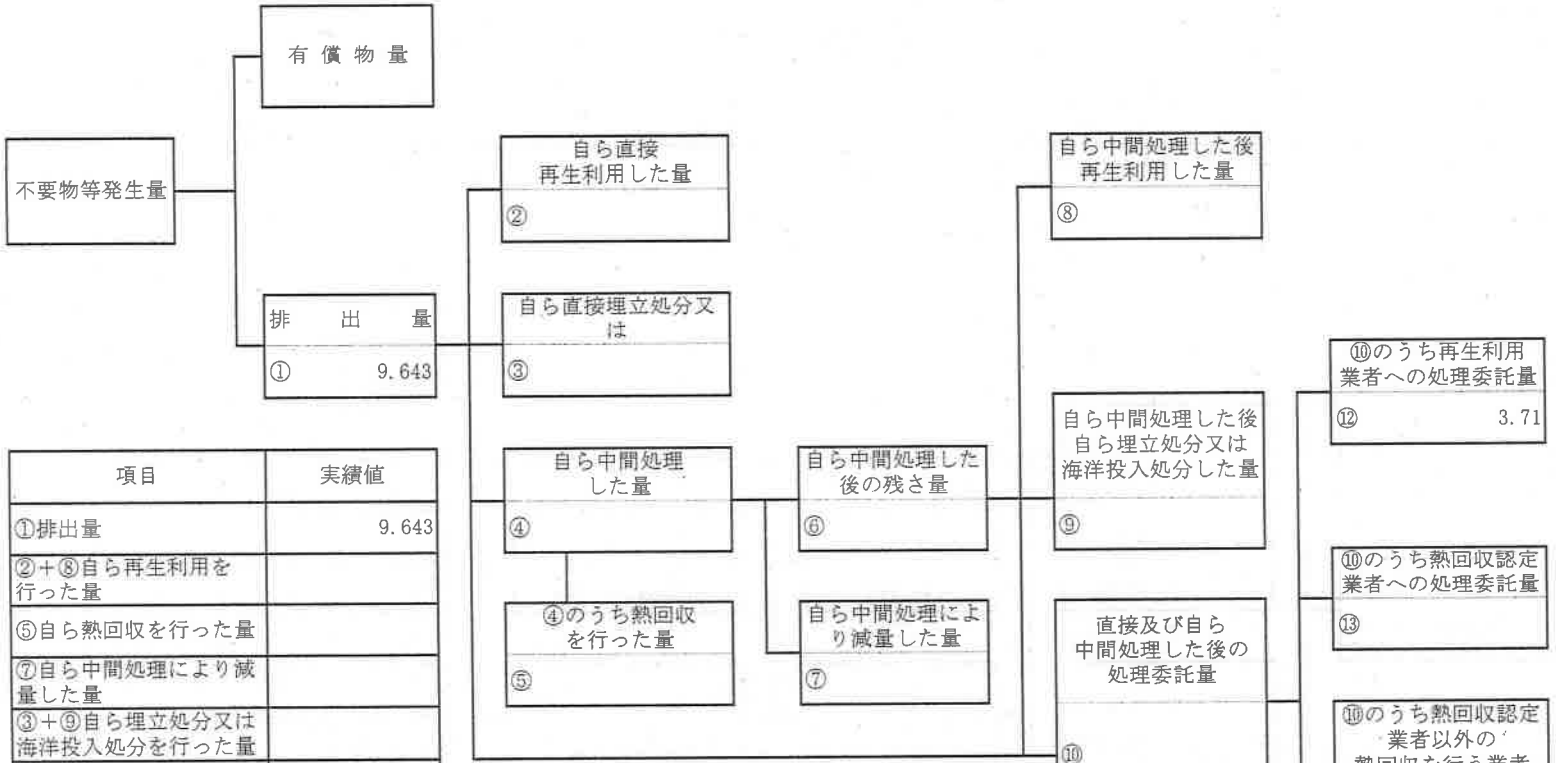 有償物量
不要物等発生量
排出量
① 9.643
自ら直接
再生利用した量
②
自ら直接埋立処分又
は
③
自ら中間処理
した量
④
④のうち熱回収
を行った量
⑤
自ら中間処理した
後の残さ量
⑥
自ら中間処理によ
り減量した量
⑦
自ら中間処理した後
再生利用した量
⑧
自ら中間処理した後
自ら埋立処分又は
海洋投入処分した量
⑨
直接及び自ら
中間処理した後の
処理委託量
⑩
⑩のうち再生利用
業者への処理委託量
⑫ 3.71
⑩のうち熱回収認定
業者への処理委託量
⑬
⑩のうち熱回収認定
業者以外の
熱回収を行う業者
項目 実績値
①排出量 9.643
②+⑧自ら再生利用を
行った量
⑤自ら熱回収を行った量
⑦自ら中間処理により減
量した量
③+⑨自ら埋立処分又は
海洋投入処分を行った量